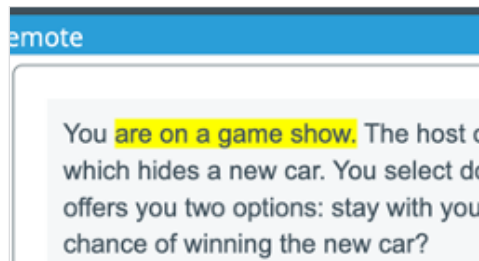 emote
You are on a game show. The host
which hides a new car. You select
offers you two options: stay with you
chance of winning the new car?